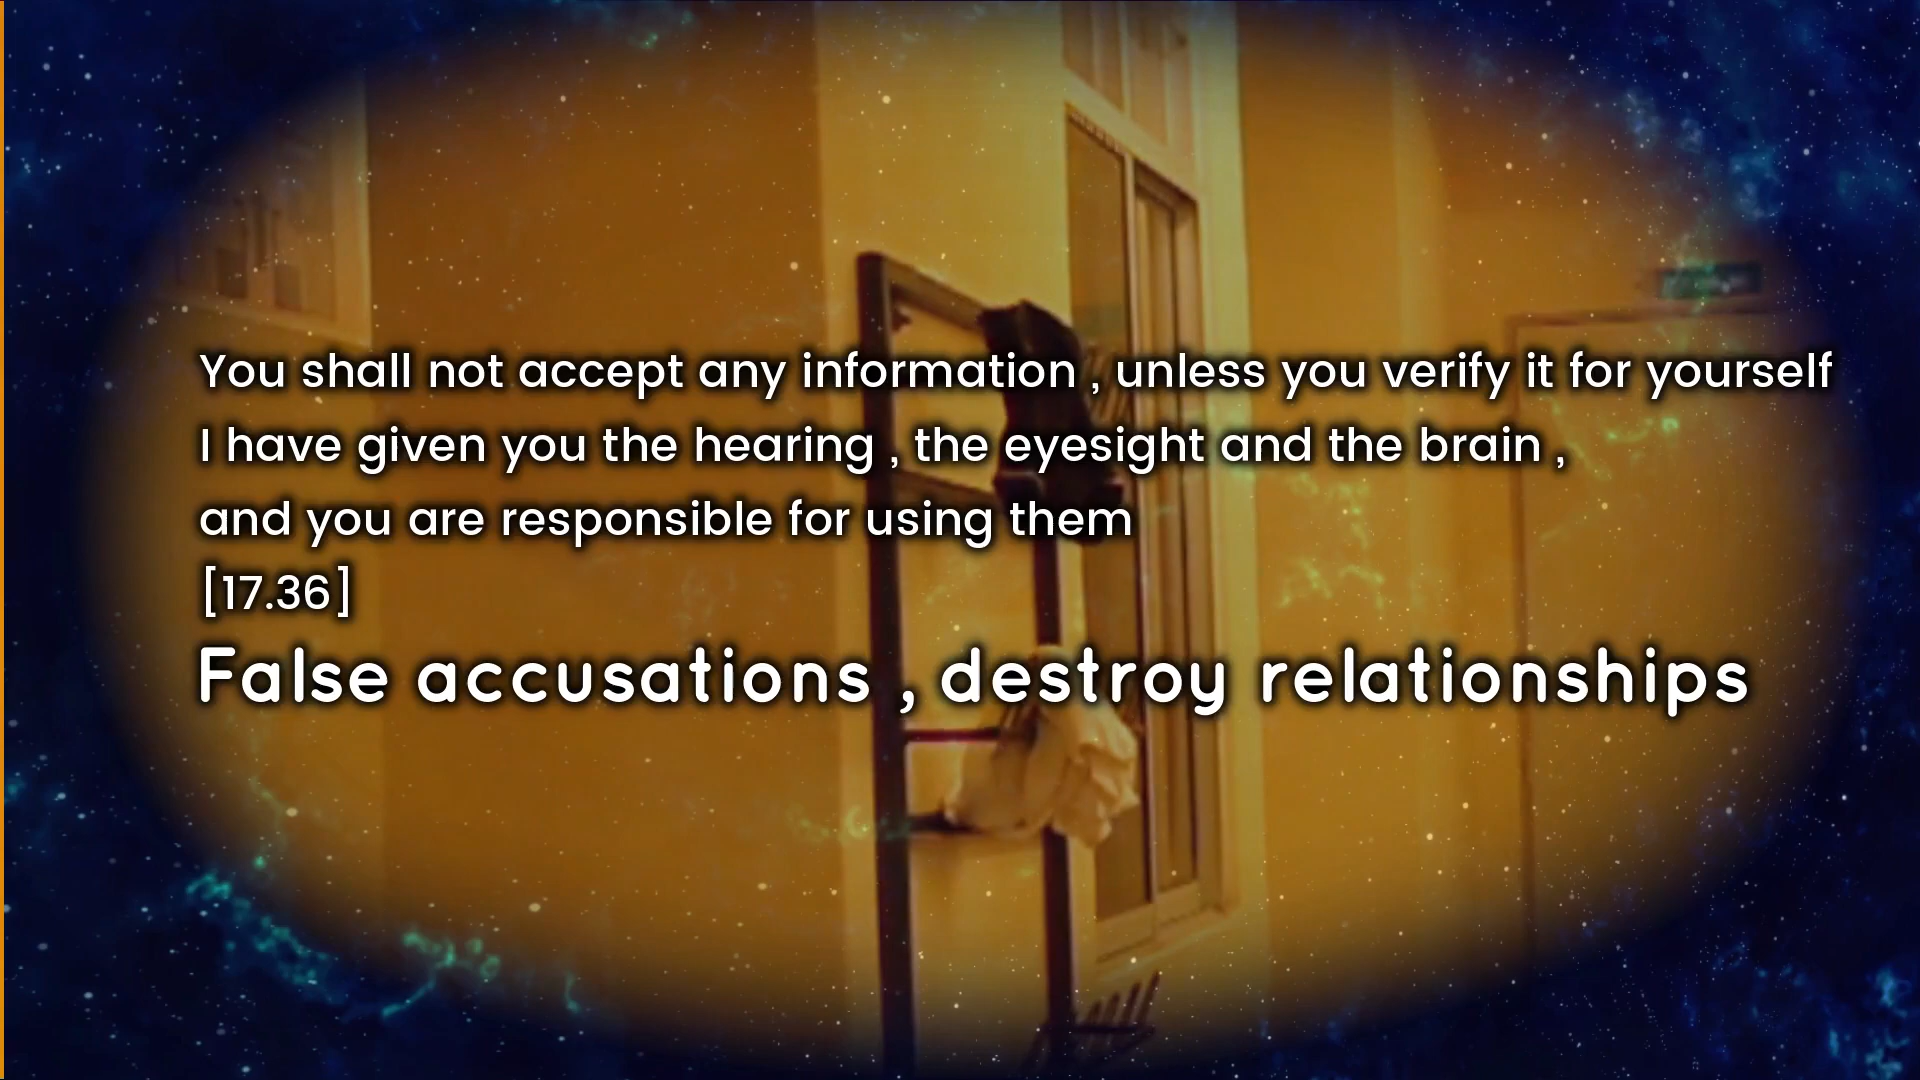 You shall not accept any information , unless you verify it for yourself
I have given you the hearing , the eyesight and the brain ,
and you are responsible for using them
[17.36]
False accusations , destroy relationships